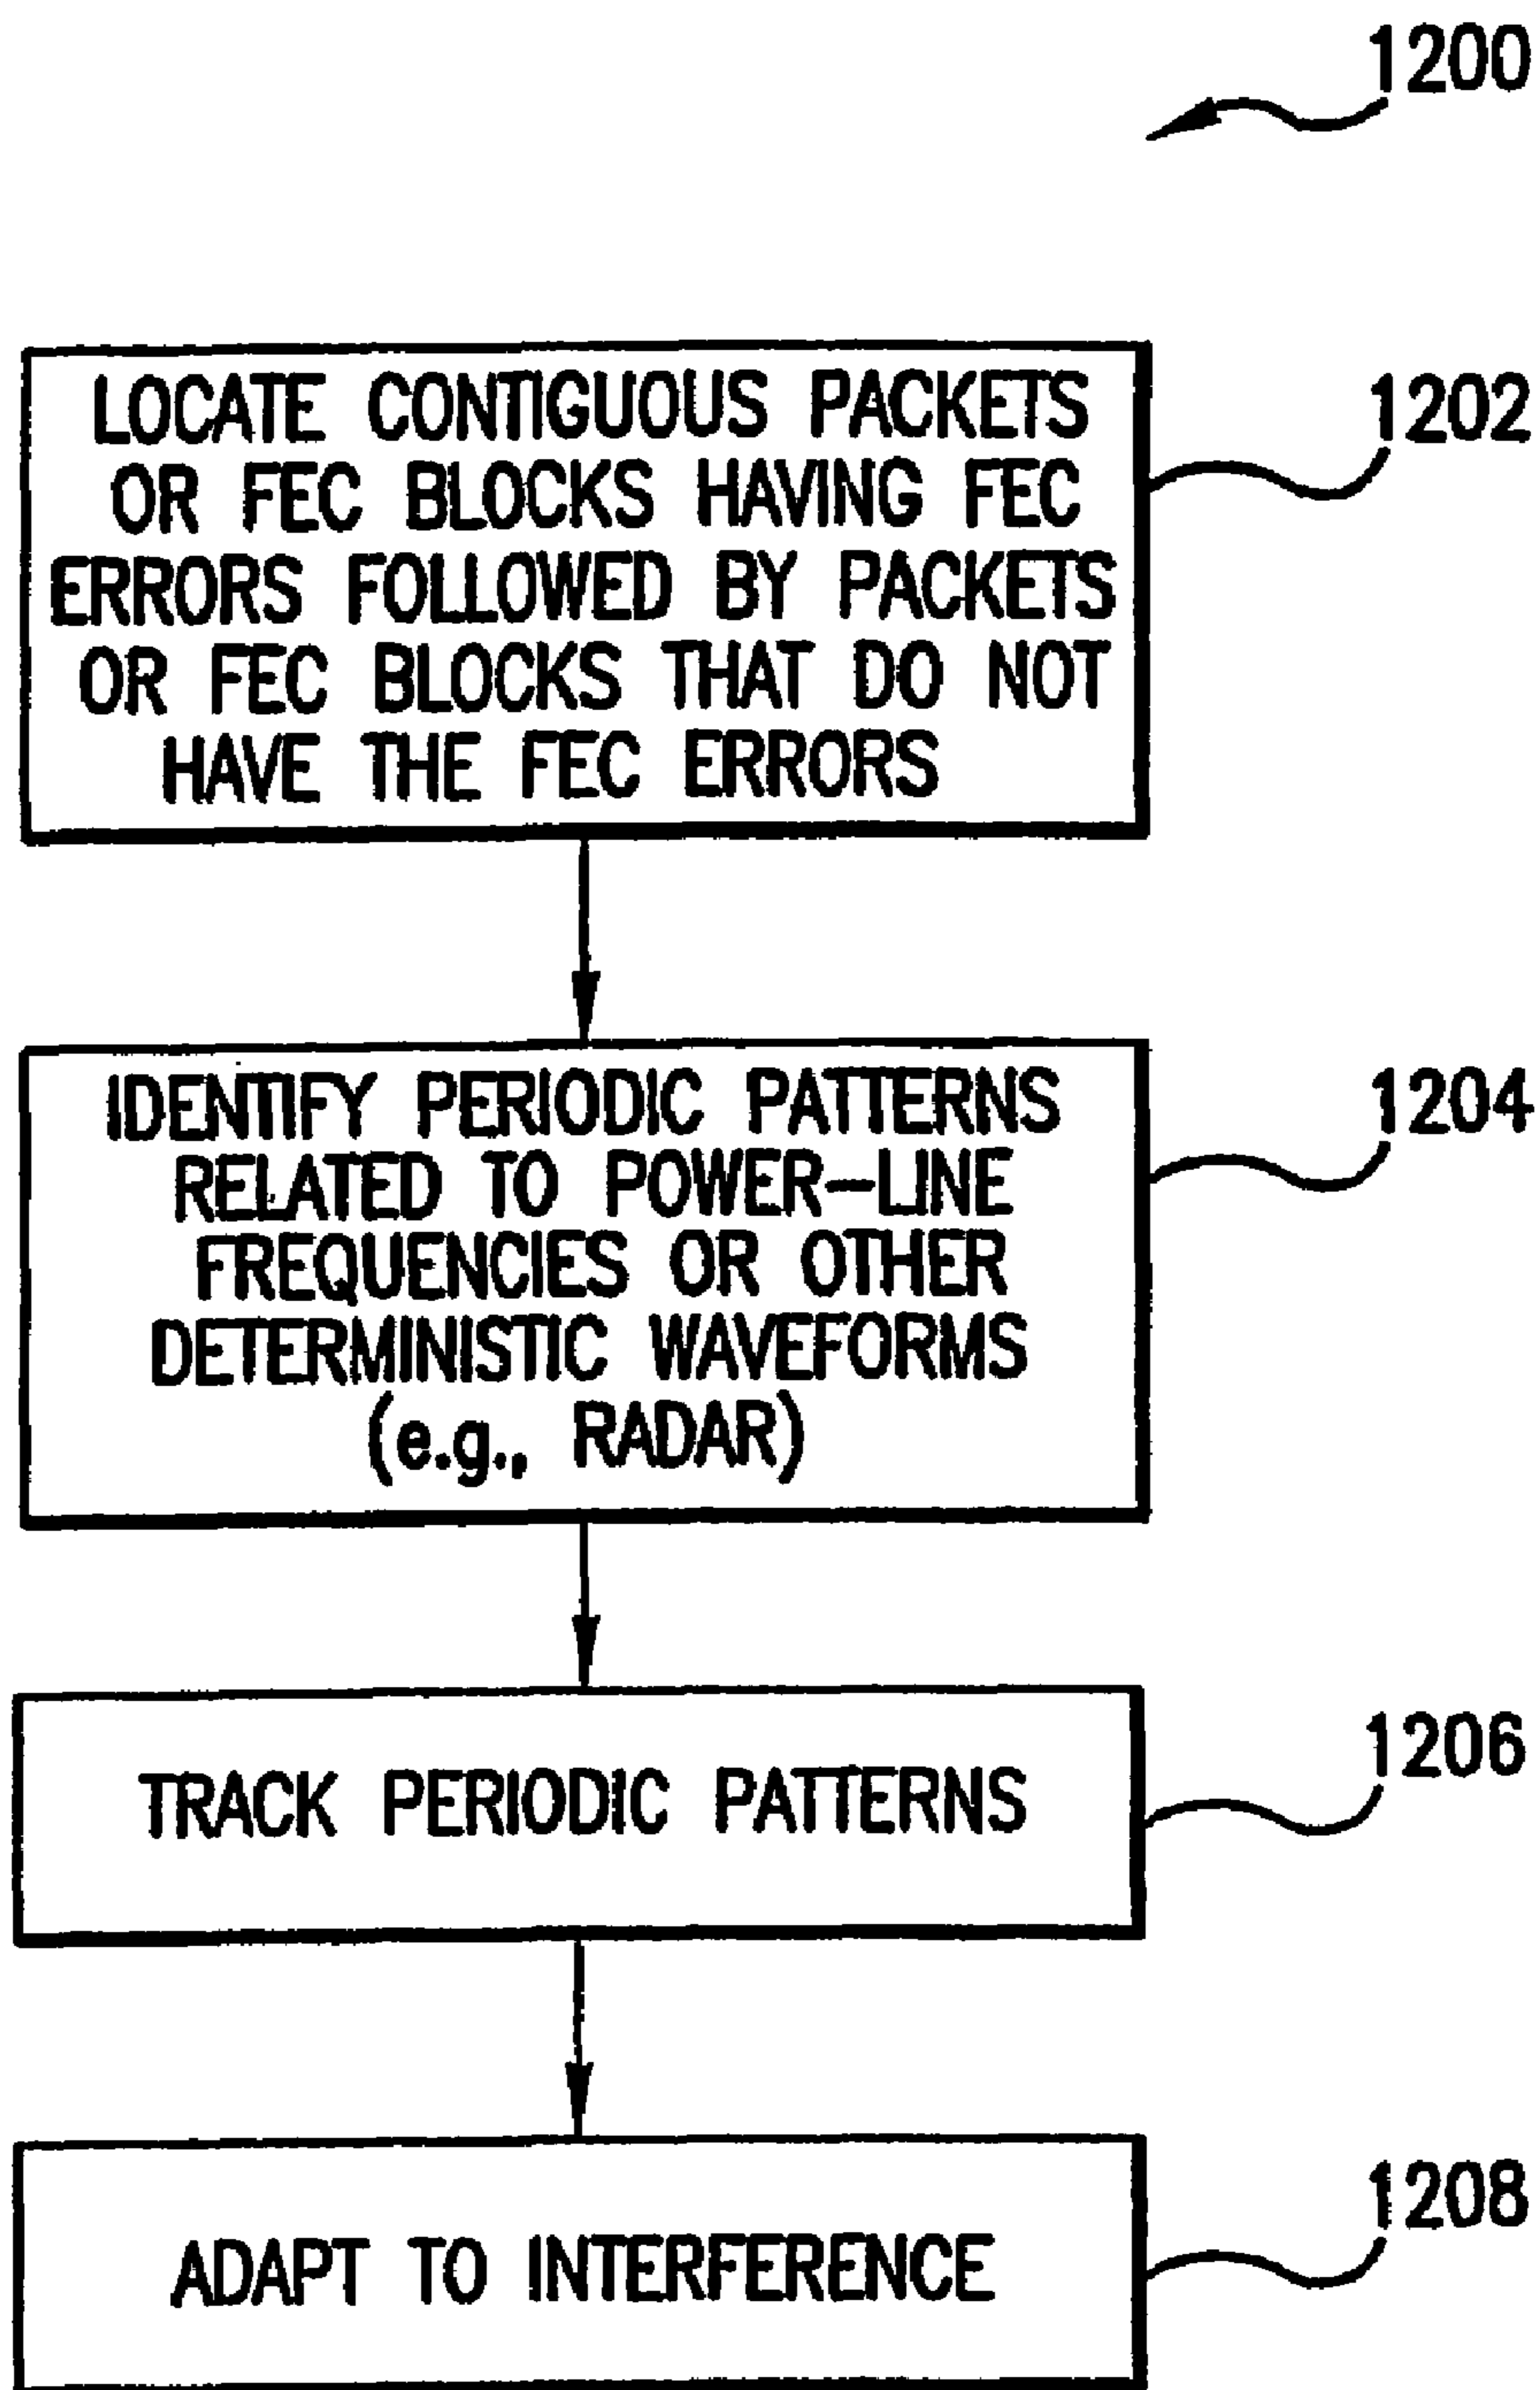 1200
LOCATE CONTIGUOUS PACKETS
OR FEC BLOCKS HAVING FEC
ERRORS FOLLOWED BY PACKETS
OR FEC BLOCKS THAT DO NOT
HAVE THE FEC ERRORS
1202
IDENTIFY PERIODIC PATTERNS
RELATED TO POWER-LINE
FREQUENCIES OR OTHER
DETERMINISTIC WAVEFORMS
(e.g., RADAR)
1204
TRACK PERIODIC PATTERNS
1206
ADAPT TO INTERFERENCE
1208